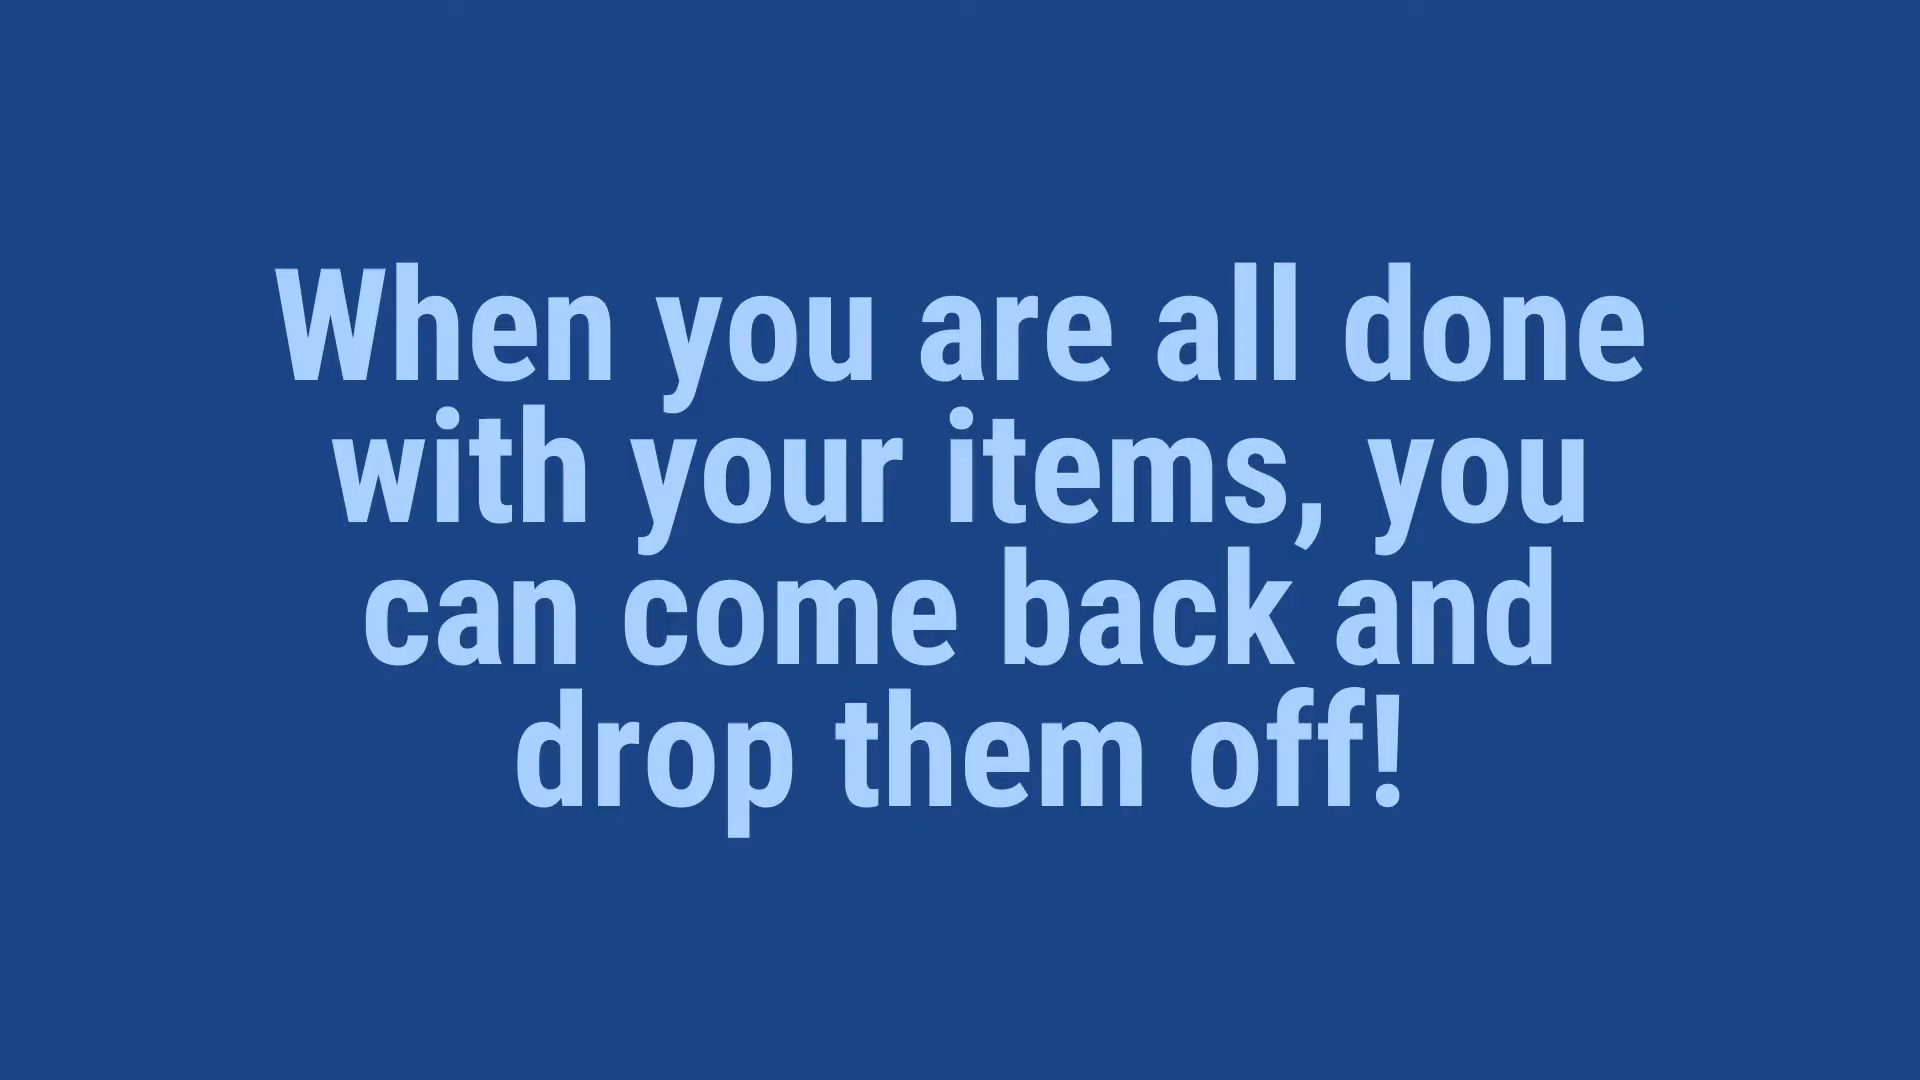 When you are all done
with your items, you
can come back and
drop them off!